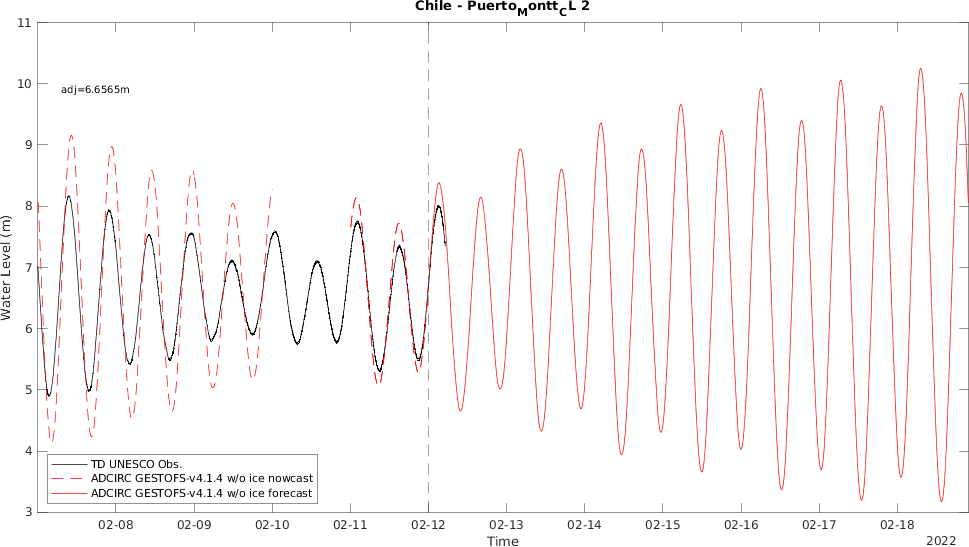 Chile - PuertoMonttCL 2
11
10
9
8
7
6
5
4
3
Water Level (m)
adj=6.6565m
TD UNESCO Obs.
ADCIRC GESTOFS-v4.1.4 w/o ice nowcast
ADCIRC GESTOFS-v4.1.4 w/o ice forecast
02-08 02-09 02-10 02-11 02-12 02-13 02-14 02-15 02-16 02-17 02-18
Time
2022